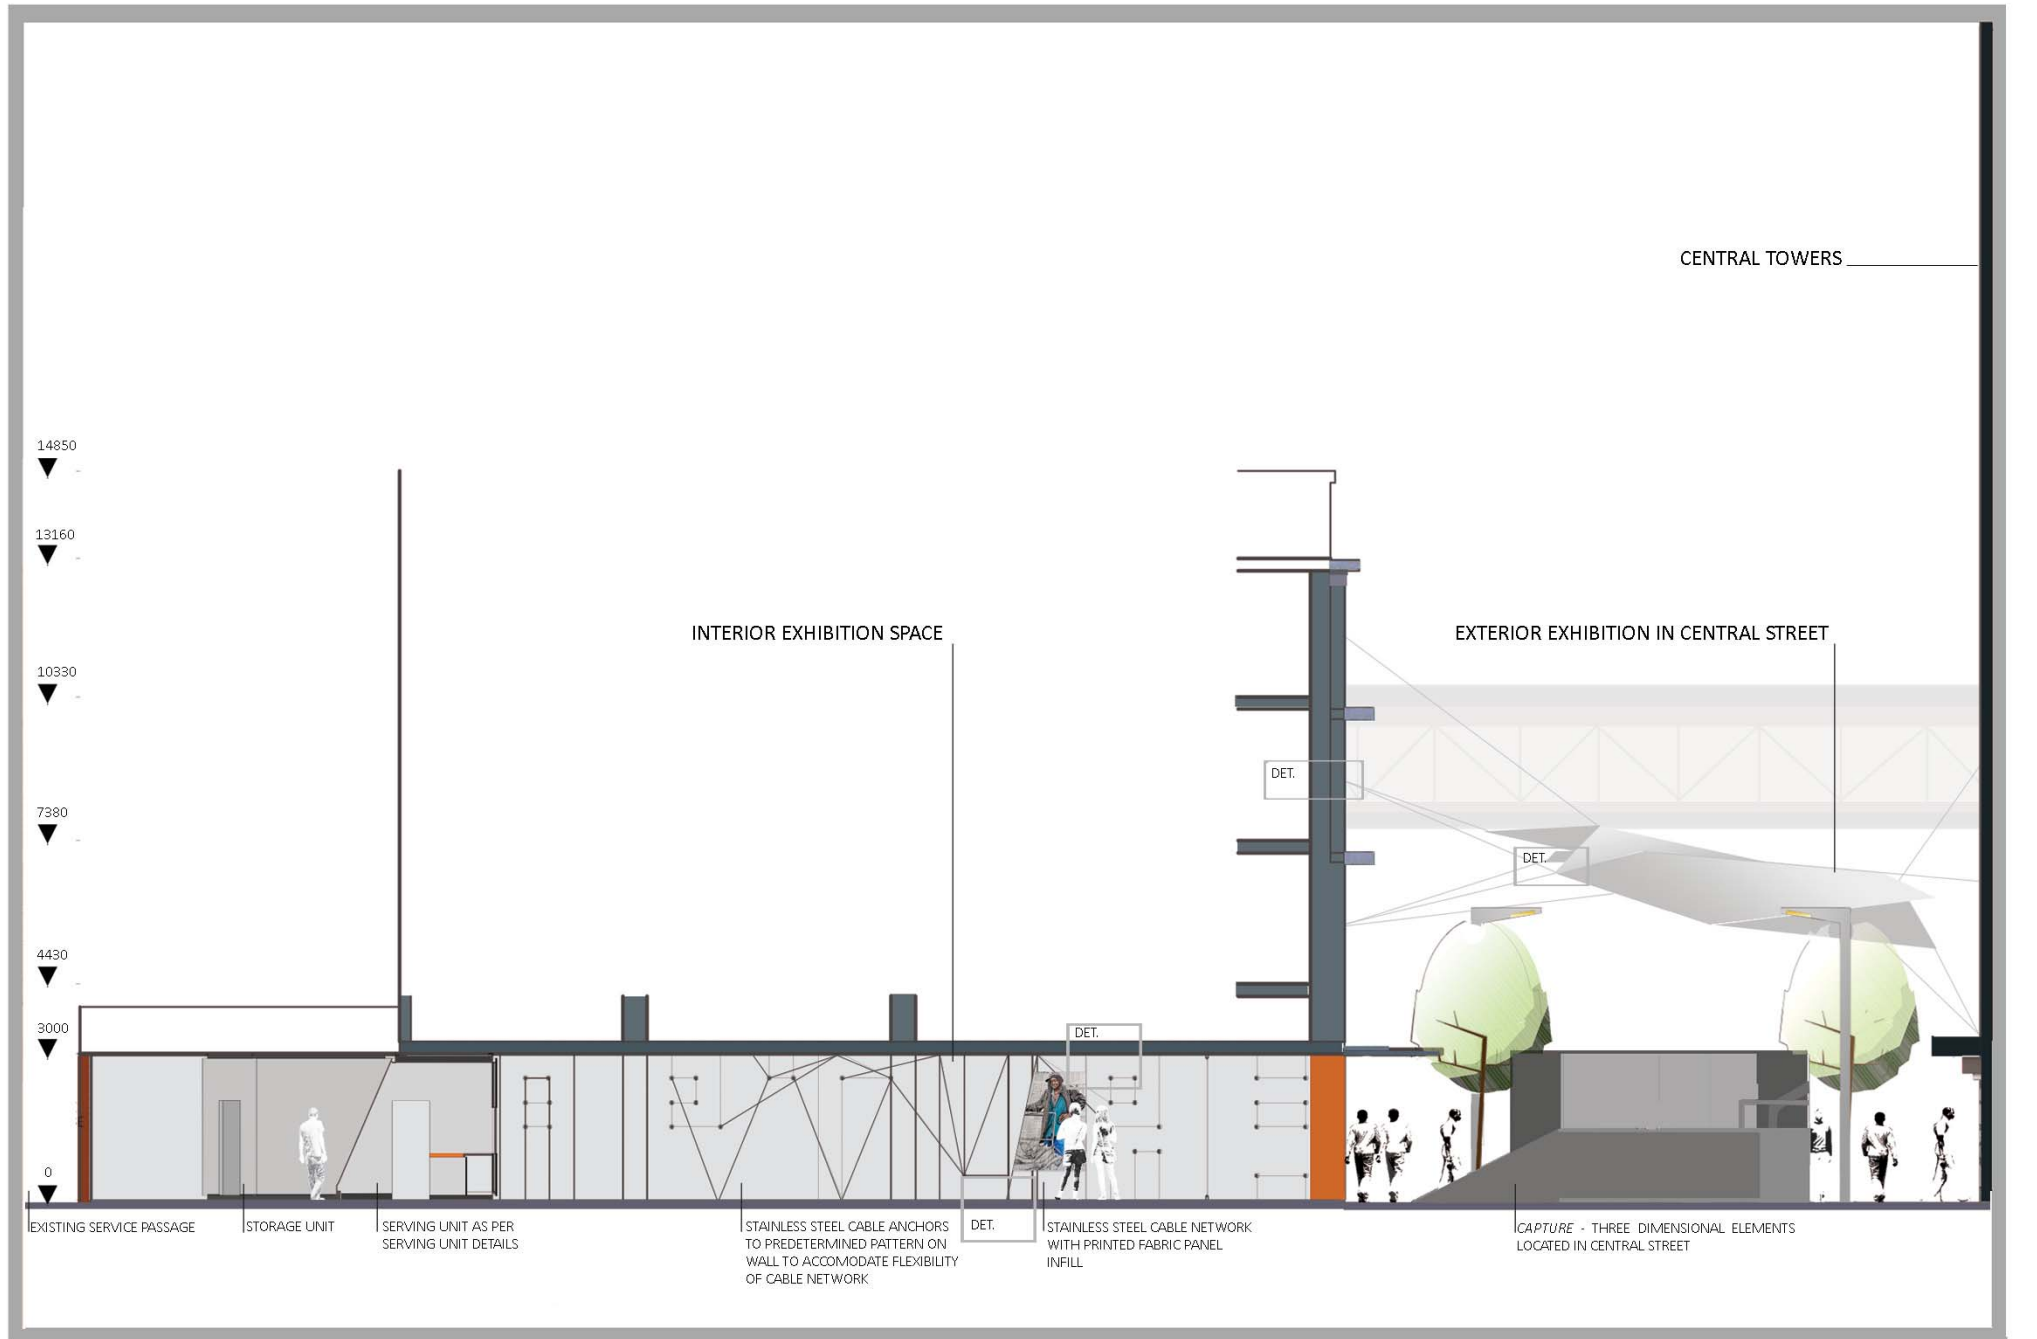 CENTRAL TOWERS
14850
13160
INTERIOR EXHIBITION SPACE
EXTERIOR EXHIBITION IN CENTRAL STREET
10330
DET.
7380
DET.
4430
3000
DET.
0
EXISTING SERVICE PASSAGE
STORAGE UNIT
SERVING UNIT AS PER
SERVING UNIT DETAILS
STAINLESS STEEL CABLE ANCHORS
TO PREDETERMINED PATTERN ON
WALL TO ACCOMODATE FLEXIBILITY
OF CABLE NETWORK
DET.
STAINLESS STEEL CABLE NETWORK
WITH PRINTED FABRIC PANEL
INFILL
CAPTURE - THREE DIMENSIONAL ELEMENTS
LOCATED IN CENTRAL STREET